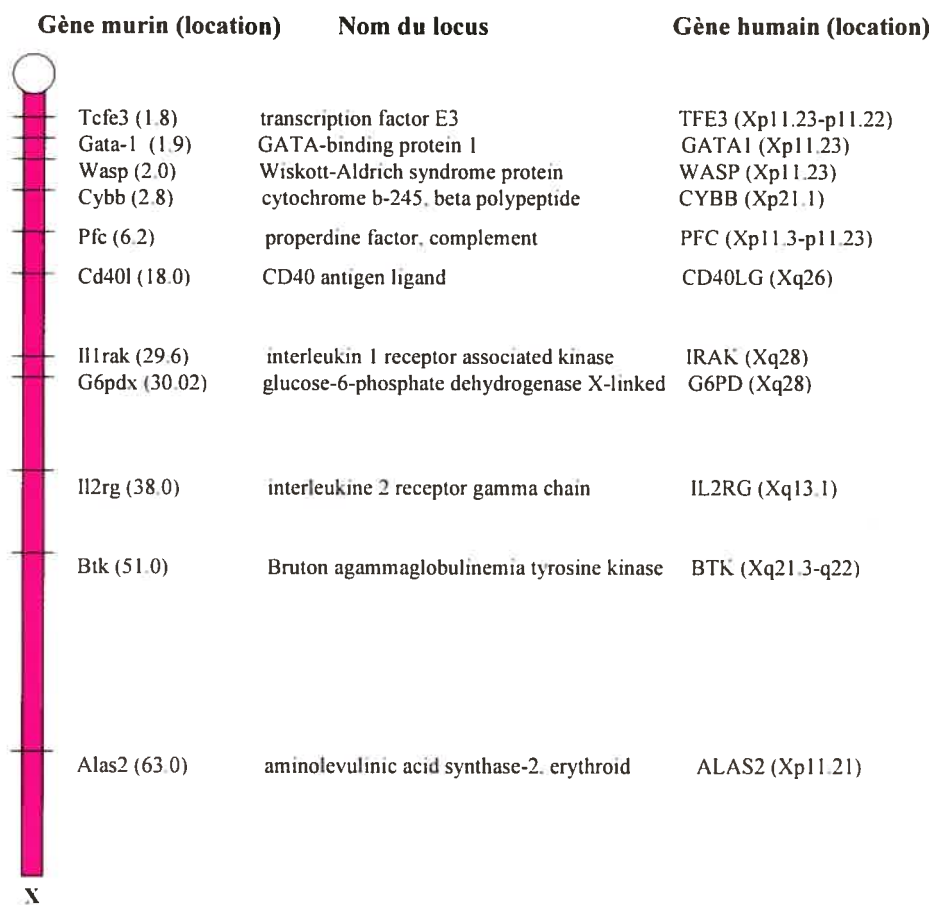 Gène murin (location) Nom du locus Gène humain (location)
Tcfe3 (1.8) transcription factor E3 TFE3 (Xp11.23-p11.22)
Gata-1 (1.9) GATA-binding protein 1 GATA1 (Xp11.23)
Wasp (2.0) Wiskott-Aldrich syndrome protein WASP (Xp11.23)
Cybb (2.8) cytochrome b-245, beta polypeptide CYBB (Xp21.1)
Pfc (6.2) properdine factor, complement PFC (Xp11.3-p11.23)
Cd40l (18.0) CD40 antigen ligand CD40LG (Xq26)
Il1rak (29.6) interleukin 1 receptor associated kinase IRAK (Xq28)
G6pdx (30.02) glucose-6-phosphate dehydrogenase X-linked G6PD (Xq28)
Il2rg (38.0) interleukine 2 receptor gamma chain IL2RG (Xq13.1)
Btk (51.0) Bruton agammaglobulinemia tyrosine kinase BTK (Xq21.3-q22)
Alas2 (63.0) aminolevulinic acid synthase-2, erythroid ALAS2 (Xp11.21)
X